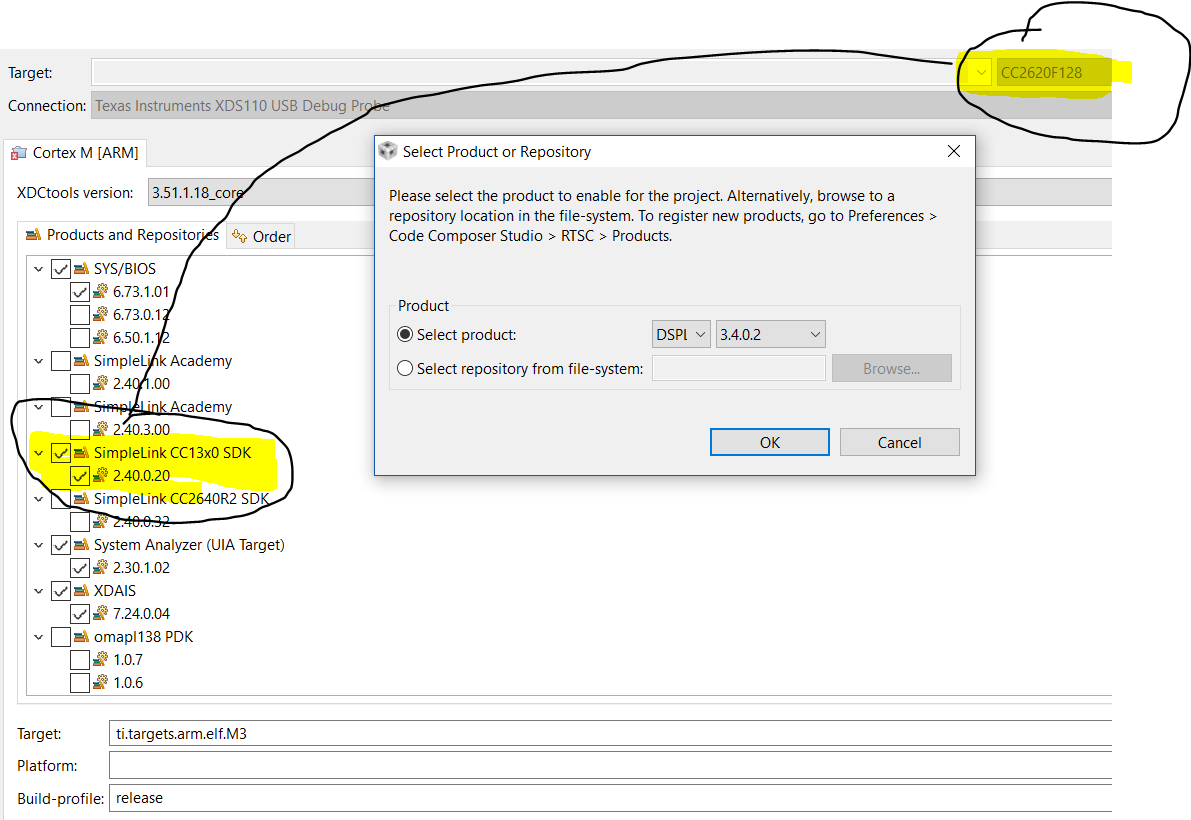 Target:
CC2620F128
Connection: Texas Instruments XDS110 USB Debug Probe
Cortex M [ARM]
XDCtools version: 3.51.1.18_core
Products and Repositories
Order
SYS/BIOS
6.73.1.01
6.73.0.12
6.50.1.12
SimpleLink Academy
2.40.1.00
SimpleLink Academy
2.40.3.00
SimpleLink CC13x0 SDK
2.40.0.20
SimpleLink CC2640R2 SDK
2.40.0.32
System Analyzer (UIA Target)
2.30.1.02
XDAIS
7.24.0.04
omapl138 PDK
1.0.7
1.0.6
Target: ti.targets.arm.elf.M3
Platform:
Build-profile: release
Select Product or Repository
Please select the product to enable for the project. Alternatively, browse to a
repository location in the file-system. To register new products, go to Preferences >
Code Composer Studio > RTSC > Products.
Product
Select product: DSPL 3.4.0.2
Select repository from file-system: Browse...
OK Cancel